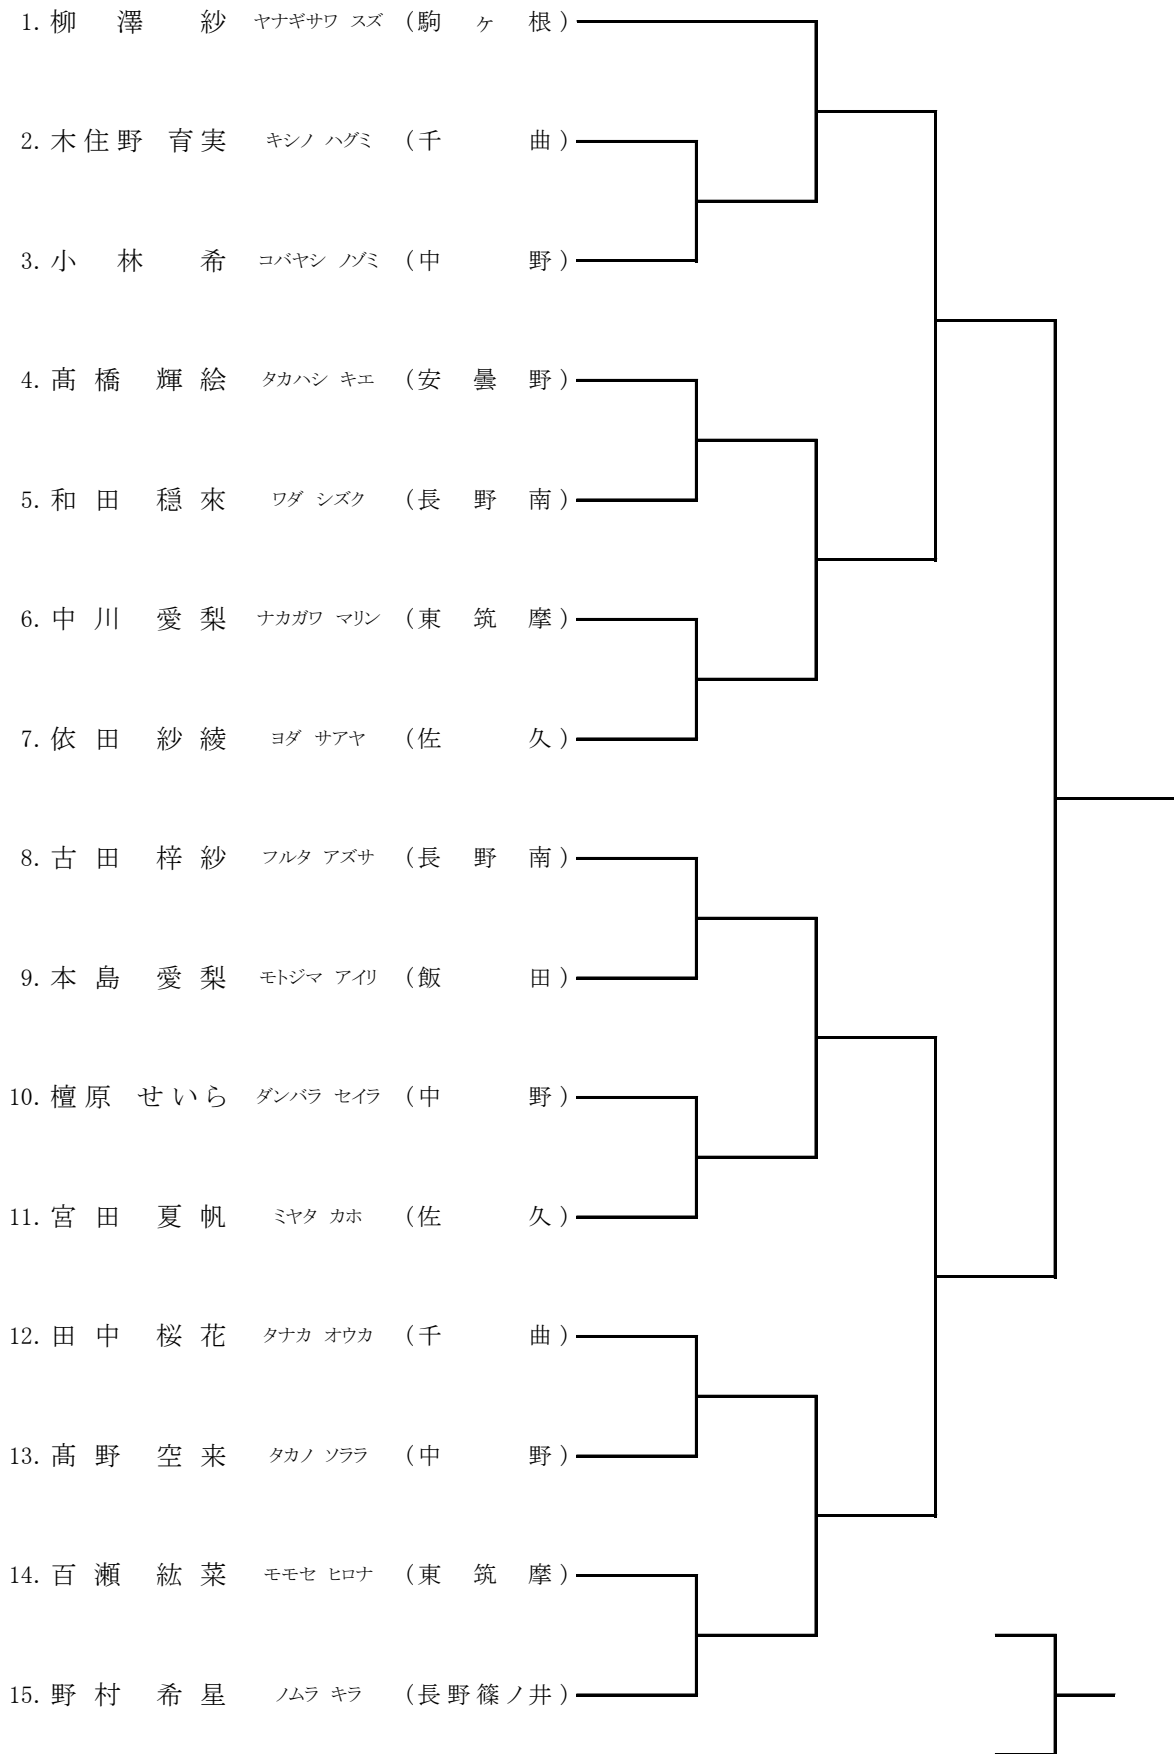 1. 柳澤 紗 ヤナギサワ スズ (駒ヶ根)
2. 木住野 育実 キシノ ハグミ (千曲)
3. 小林 希 コバヤシ ノゾミ (中野)
4. 髙橋 輝絵 タカハシ キエ (安曇野)
5. 和田 穏來 ワダ シズク (長野南)
6. 中川 愛梨 ナカガワ マリン (東筑摩)
7. 依田 紗綾 ヨダ サアヤ (佐久)
8. 古田 梓紗 フルタ アズサ (長野南)
9. 本島 愛梨 モトジマ アイリ (飯田)
10. 檀原 せいら ダンバラ セイラ (中野)
11. 宮田 夏帆 ミヤタ カホ (佐久)
12. 田中 桜花 タナカ オウカ (千曲)
13. 髙野 空来 タカノ ソララ (中野)
14. 百瀬 紘菜 モモセ ヒロナ (東筑摩)
15. 野村 希星 ノムラ キラ (長野篠ノ井)